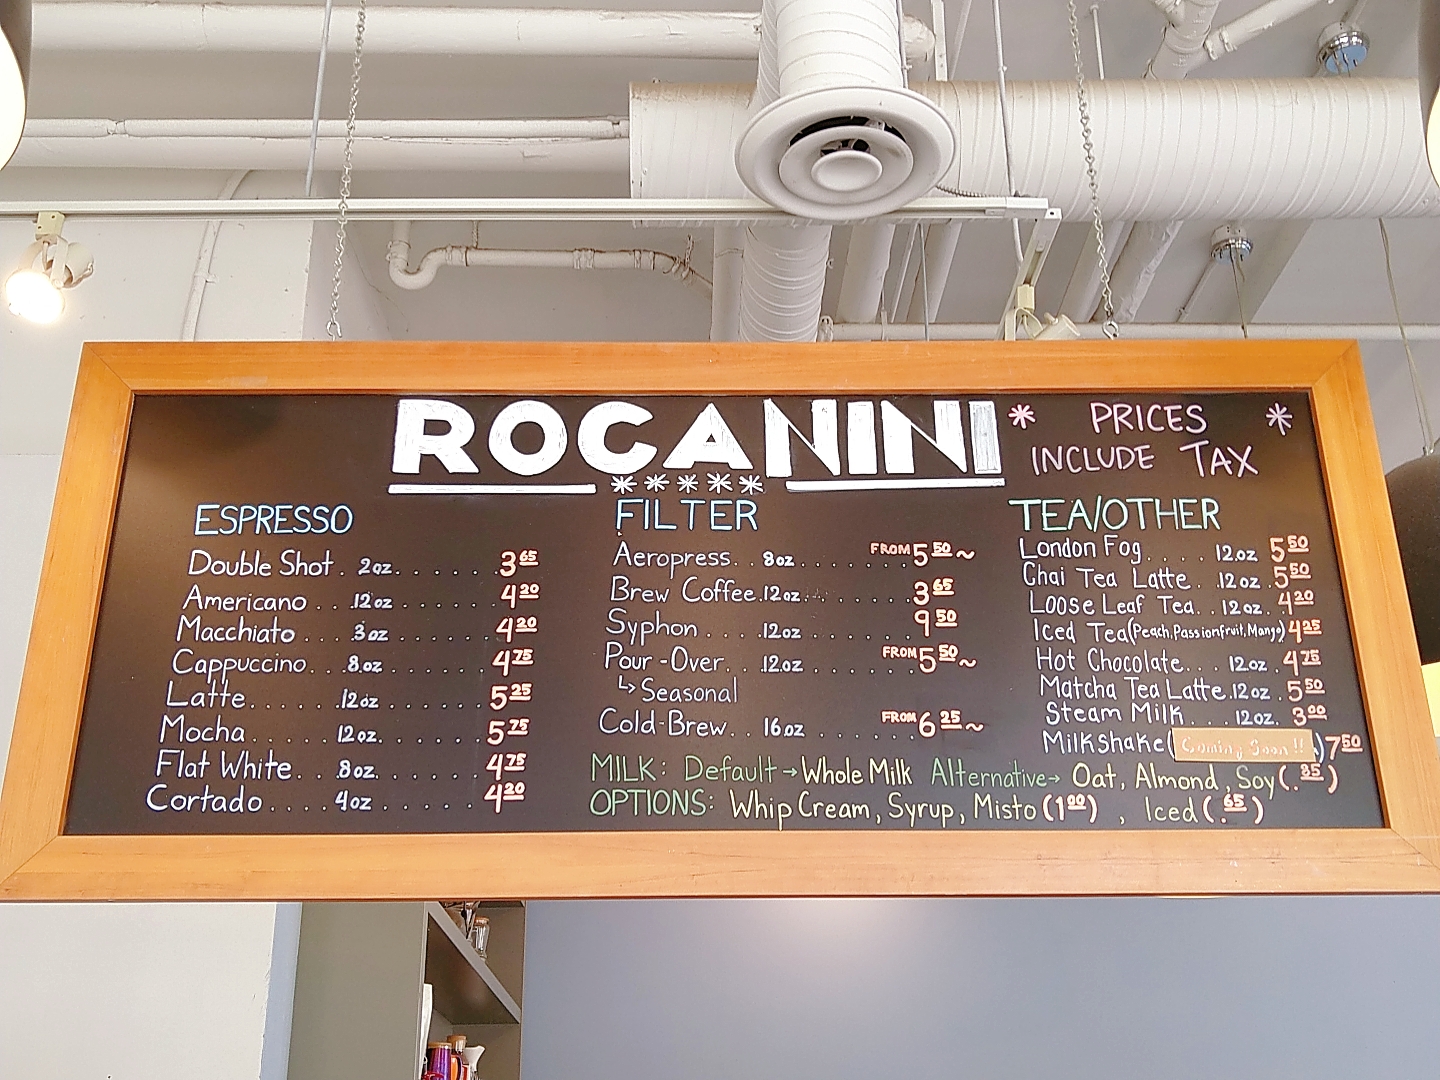 ROCANINI
* PRICES *
INCLUDE TAX
* * * * *
ESPRESSO
Double Shot . 2oz. . . . . . 3 65
Americano . . . 12oz . . . . . . 4 20
Macchiato . . . 3oz . . . . . . 4 20
Cappuccino . . . 8oz . . . . . . 4 75
Latte . . . . . 12oz . . . . . . 5 25
Mocha . . . . . 12oz. . . . . . 5 75
Flat White . . . 8oz. . . . . . 4 75
Cortado . . . . 4oz . . . . . . 4 20
FILTER
Aeropress . . 8oz . . . . . . FROM 5 50 ~
Brew Coffee. 12oz. . . . . . . 3 65
Syphon . . . . 12oz . . . . . . 9 50
Pour-Over . . 12oz . . . . . . FROM 5 50 ~
↳ Seasonal
Cold-Brew . . 16oz . . . . . FROM 6 25 ~
TEA/OTHER
London Fog . . . . 12oz 5 50
Chai Tea Latte . . 12oz . 5 50
Loose Leaf Tea . . 12oz . 4 20
Iced Tea (Peach, Passionfruit, Mango) 4 25
Hot Chocolate . . . 12oz . 4 75
Matcha Tea Latte . 12oz . 5 50
Steam Milk . . . 12oz. 3 00
Milkshake ( Coming Soon !! ) 7 50
MILK: Default → Whole Milk Alternative → Oat, Almond, Soy (. 85 )
OPTIONS: Whip Cream, Syrup, Misto (1 00) , Iced (. 65 )